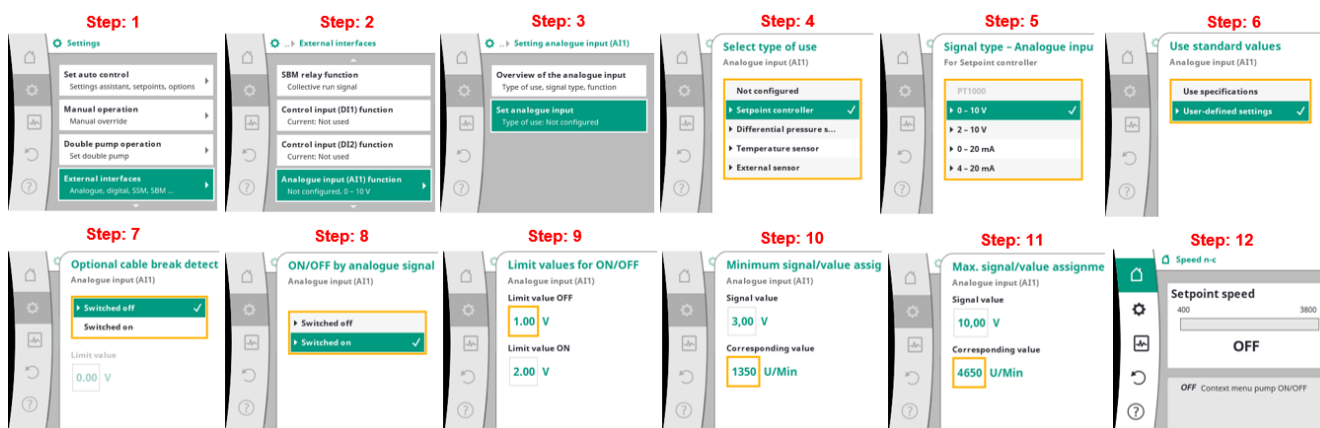 Step: 1
Settings
Set auto control
Settings assistant, setpoints, options
Manual operation
Manual override
Double pump operation
Set double pump
External interfaces
Analogue, digital, SSM, SBM ...
Step: 2
External interfaces
SBM relay function
Collective run signal
Control input (DI1) function
Current: Not used
Control input (DI2) function
Current: Not used
Analogue input (AI1) function
Not configured, 0 – 10 V
Step: 3
Setting analogue input (AI1)
Overview of the analogue input
Type of use, signal type, function
Set analogue input
Type of use: Not configured
Step: 4
Select type of use
Analogue input (AI1)
Not configured
Setpoint controller
Differential pressure s...
Temperature sensor
External sensor
Step: 5
Signal type – Analogue inpu
For Setpoint controller
PT1000
0 – 10 V
2 – 10 V
0 – 20 mA
4 – 20 mA
Step: 6
Use standard values
Analogue input (AI1)
Use specifications
User-defined settings
Step: 7
Optional cable break detect
Analogue input (AI1)
Switched off
Switched on
Limit value
0.00 V
Step: 8
ON/OFF by analogue signal
Analogue input (AI1)
Switched off
Switched on
Step: 9
Limit values for ON/OFF
Analogue input (AI1)
Limit value OFF
1.00 V
Limit value ON
2.00 V
Step: 10
Minimum signal/value assig
Analogue input (AI1)
Signal value
3,00 V
Corresponding value
1350 U/Min
Step: 11
Max. signal/value assignme
Analogue input (AI1)
Signal value
10,00 V
Corresponding value
4650 U/Min
Step: 12
Speed n-c
Setpoint speed
400 3800
OFF
OFF Context menu pump ON/OFF